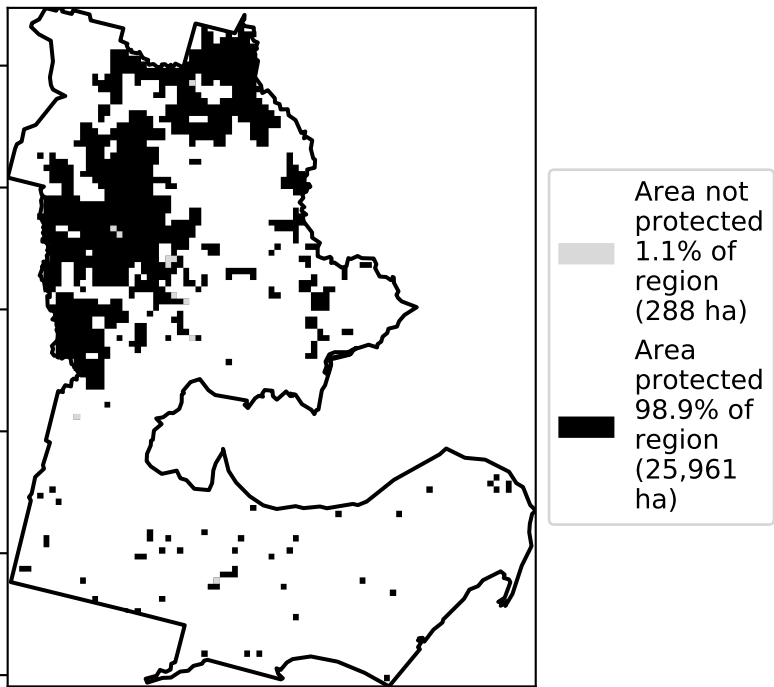 Area not
protected
1.1% of
region
(288 ha)
Area
protected
98.9% of
region
(25,961
ha)